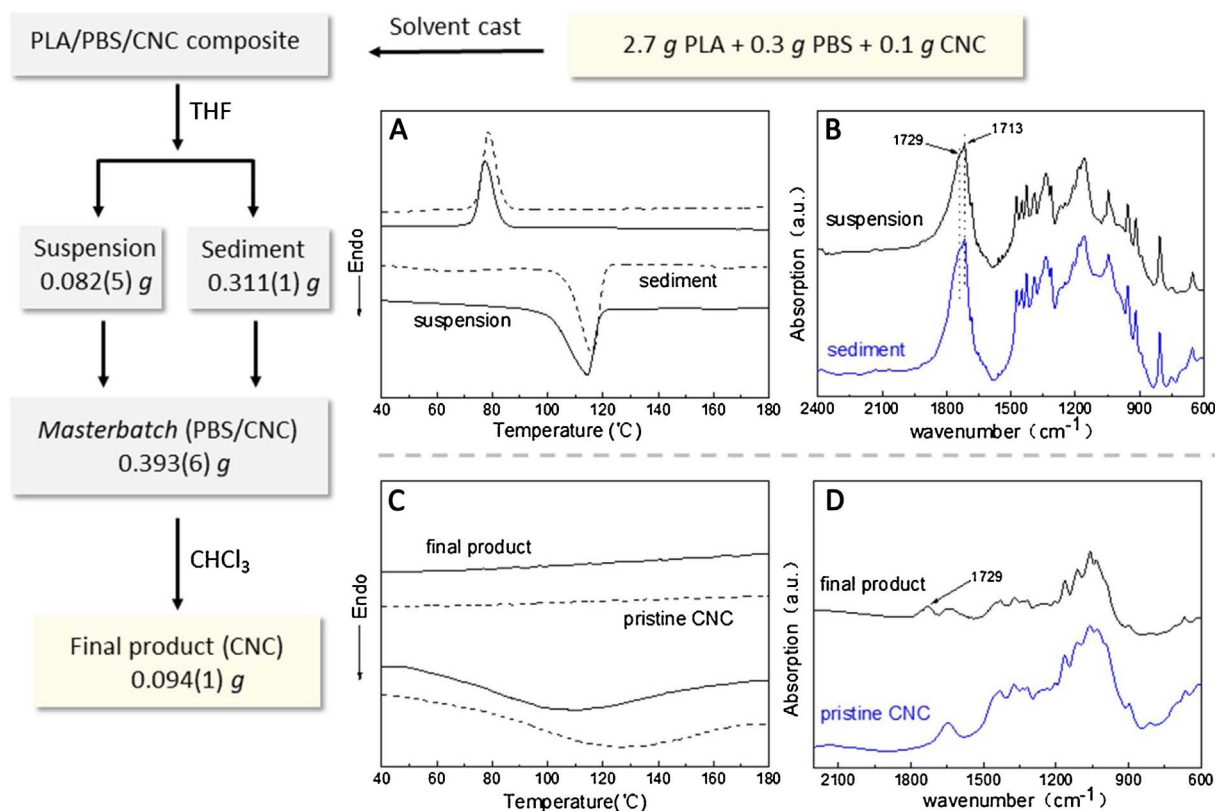 PLA/PBS/CNC composite
Solvent cast
2.7 g PLA + 0.3 g PBS + 0.1 g CNC
THF
Suspension
0.082(5) g
Sediment
0.311(1) g
Masterbatch (PBS/CNC)
0.393(6) g
CHCl₃
Final product (CNC)
0.094(1) g
A
Endo
sediment
suspension
40 60 80 100 120 140 160 180
Temperature (℃)
B
1729
1713
suspension
sediment
Absorption (a.u.)
2400 2100 1800 1500 1200 900 600
wavenumber (cm⁻¹)
C
final product
pristine CNC
Endo
40 60 80 100 120 140 160 180
Temperature(℃)
D
final product
1729
pristine CNC
Absorption (a.u.)
2100 1800 1500 1200 900 600
wavenumber (cm⁻¹)